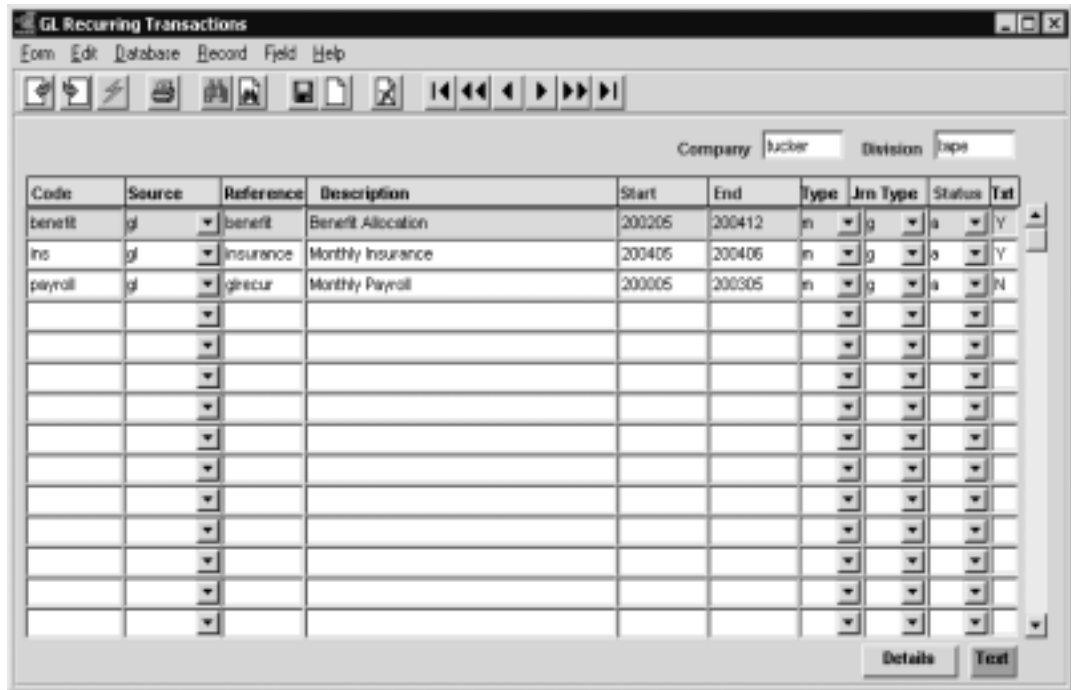 GL Recurring Transactions
Form Edit Database Record Field Help
Company tucker Division tape
Code Source Reference Description Start End Type Jrn Type Status Txt
benefit gl benefit Benefit Allocation 200205 200412 m g a Y
ins gl insurance Monthly Insurance 200405 200406 m g a Y
payroll gl glrecur Monthly Payroll 200005 200305 m g a N
Details Text